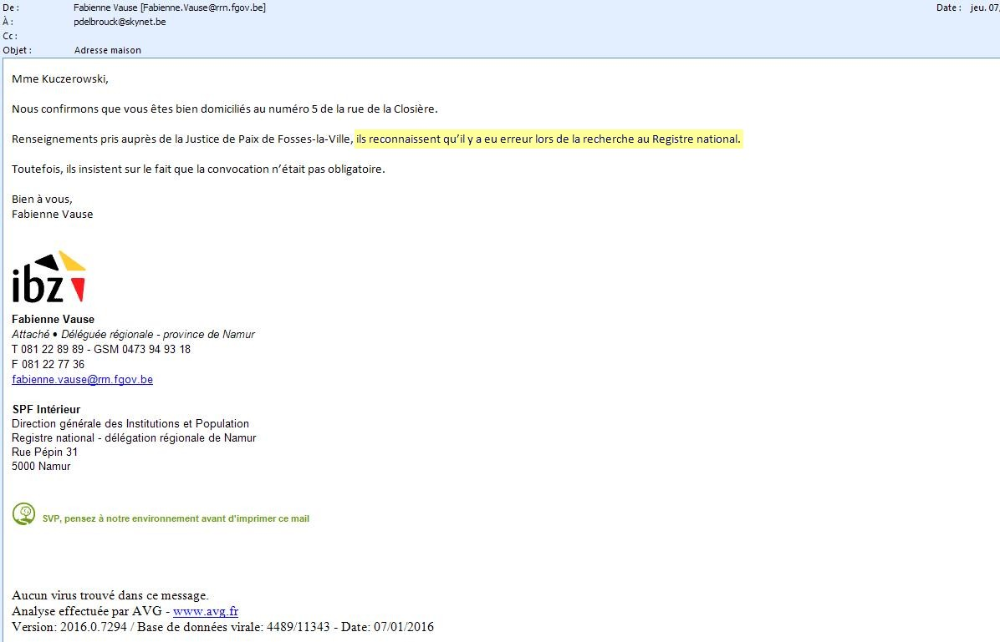 De :	Fabienne Vause [Fabienne.Vause@rrn.fgov.be]	Date : jeu. 07
À :	pdelbrouck@skynet.be
Cc :
Objet :	Adresse maison
Mme Kuczerowski,
Nous confirmons que vous êtes bien domiciliés au numéro 5 de la rue de la Closière.
Renseignements pris auprès de la Justice de Paix de Fosses-la-Ville, ils reconnaissent qu’il y a eu erreur lors de la recherche au Registre national.
Toutefois, ils insistent sur le fait que la convocation n’était pas obligatoire.
Bien à vous,
Fabienne Vause
ibz
Fabienne Vause
Attaché • Déléguée régionale - province de Namur
T 081 22 89 89 - GSM 0473 94 93 18
F 081 22 77 36
fabienne.vause@rrn.fgov.be
SPF Intérieur
Direction générale des Institutions et Population
Registre national - délégation régionale de Namur
Rue Pépin 31
5000 Namur
SVP, pensez à notre environnement avant d'imprimer ce mail
Aucun virus trouvé dans ce message.
Analyse effectuée par AVG - www.avg.fr
Version: 2016.0.7294 / Base de données virale: 4489/11343 - Date: 07/01/2016